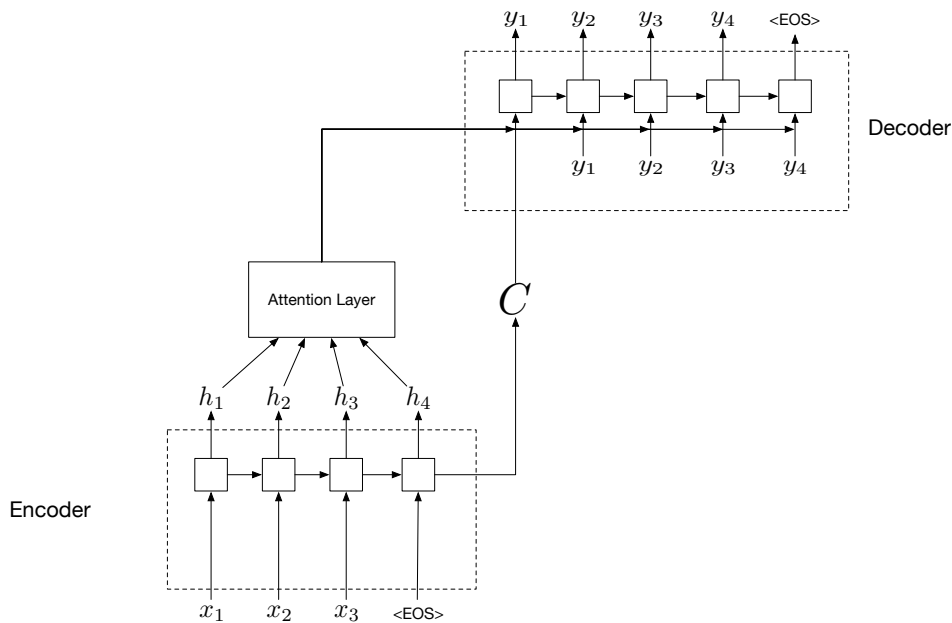 y₁ y₂ y₃ y₄ <EOS>
Decoder
y₁ y₂ y₃ y₄
Attention Layer
C
h₁ h₂ h₃ h₄
Encoder
x₁ x₂ x₃ <EOS>